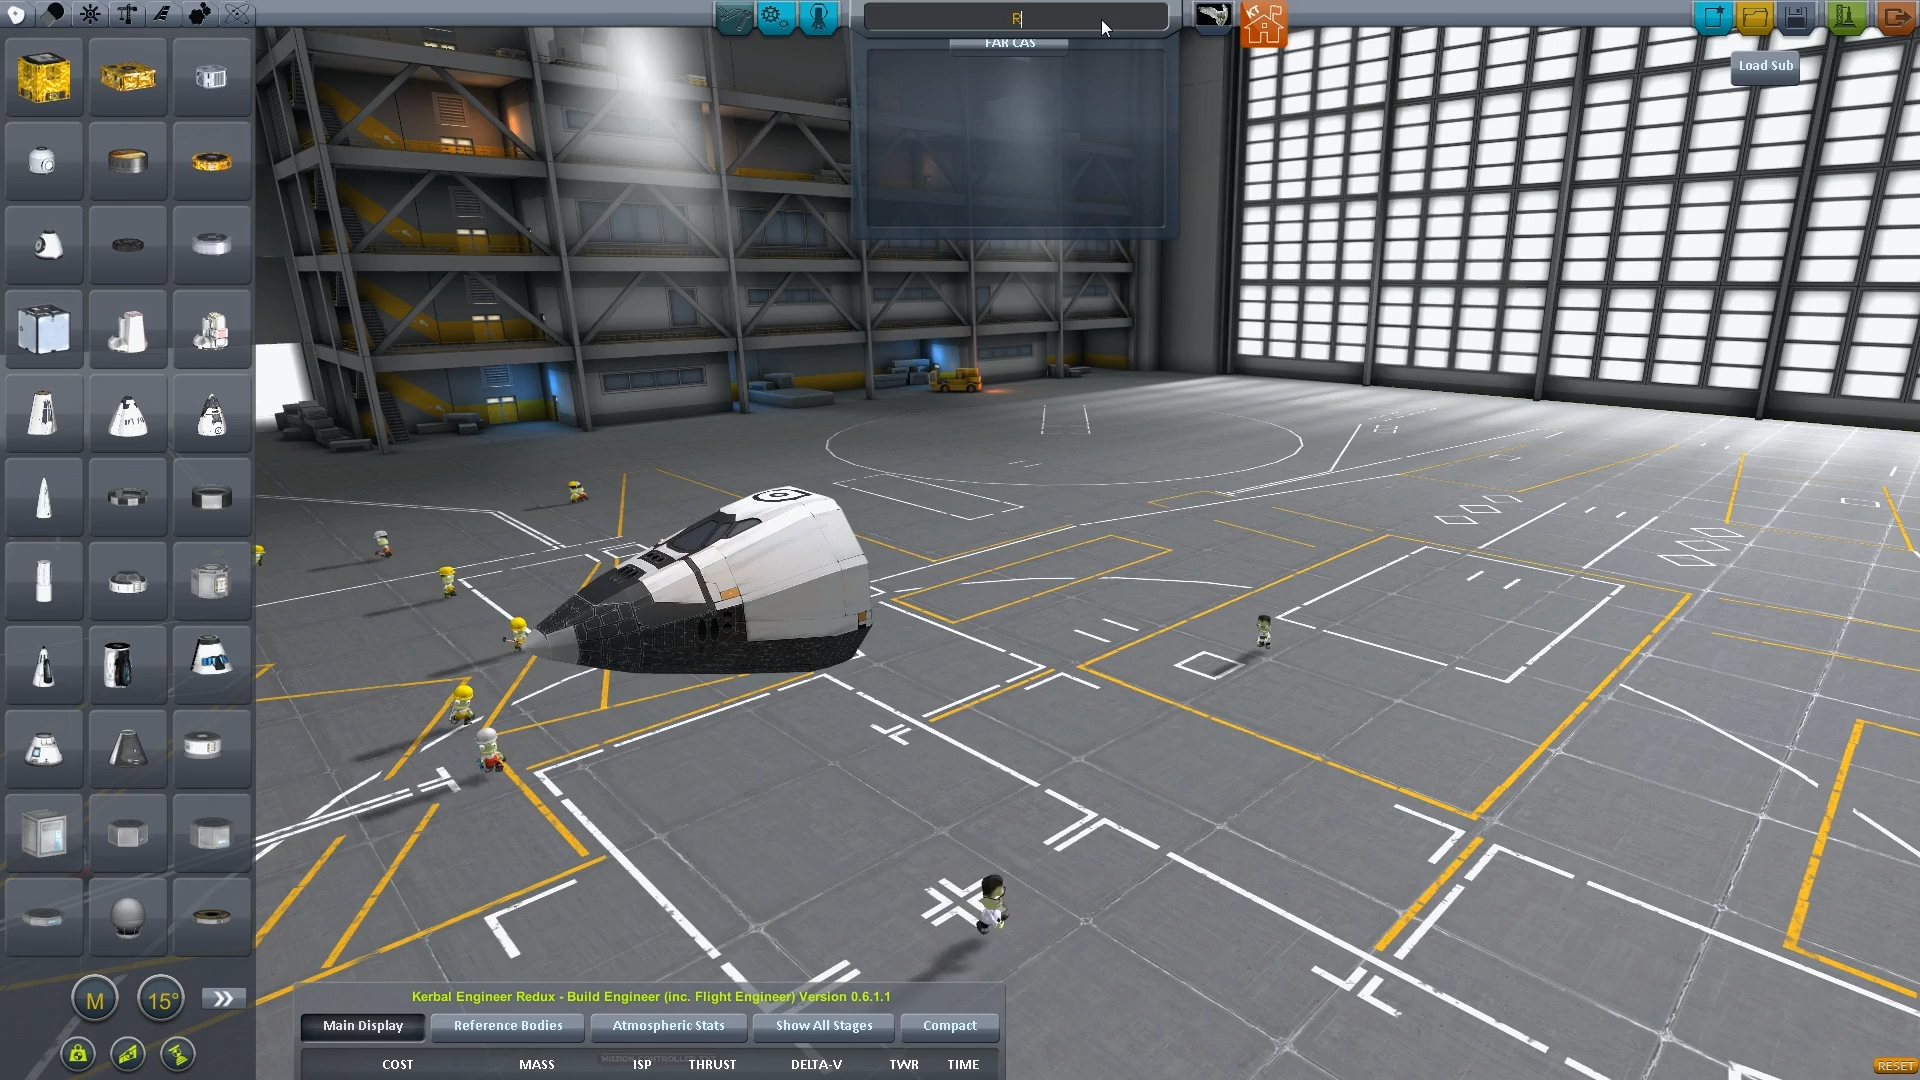 R
FAR CAS
KT
Load Sub
M
15°
Kerbal Engineer Redux - Build Engineer (inc. Flight Engineer) Version 0.6.1.1
Main Display
Reference Bodies
Atmospheric Stats
Show All Stages
Compact
COST MASS ISP THRUST DELTA-V TWR TIME
RESET